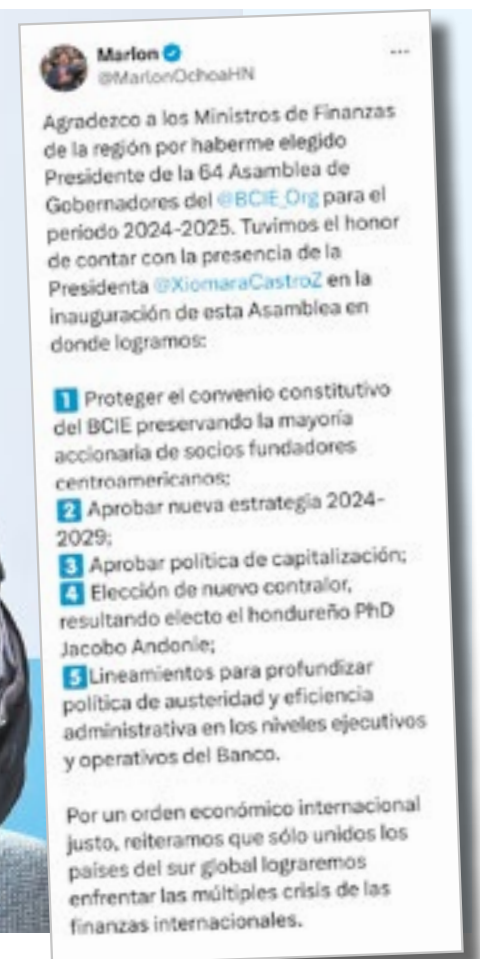 Marlon
@MarlonOchoaHN
Agradezco a los Ministros de Finanzas
de la región por haberme elegido
Presidente de la 64 Asamblea de
Gobernadores del @BCIE_Org para el
periodo 2024-2025. Tuvimos el honor
de contar con la presencia de la
Presidenta @XiomaraCastroZ en la
inauguración de esta Asamblea en
donde logramos:
1 Proteger el convenio constitutivo
del BCIE preservando la mayoría
accionaria de socios fundadores
centroamericanos;
2 Aprobar nueva estrategia 2024-
2029;
3 Aprobar política de capitalización;
4 Elección de nuevo contralor,
resultando electo el hondureño PhD
Jacobo Andonie;
5 Lineamientos para profundizar
política de austeridad y eficiencia
administrativa en los niveles ejecutivos
y operativos del Banco.
Por un orden económico internacional
justo, reiteramos que sólo unidos los
países del sur global lograremos
enfrentar las múltiples crisis de las
finanzas internacionales.